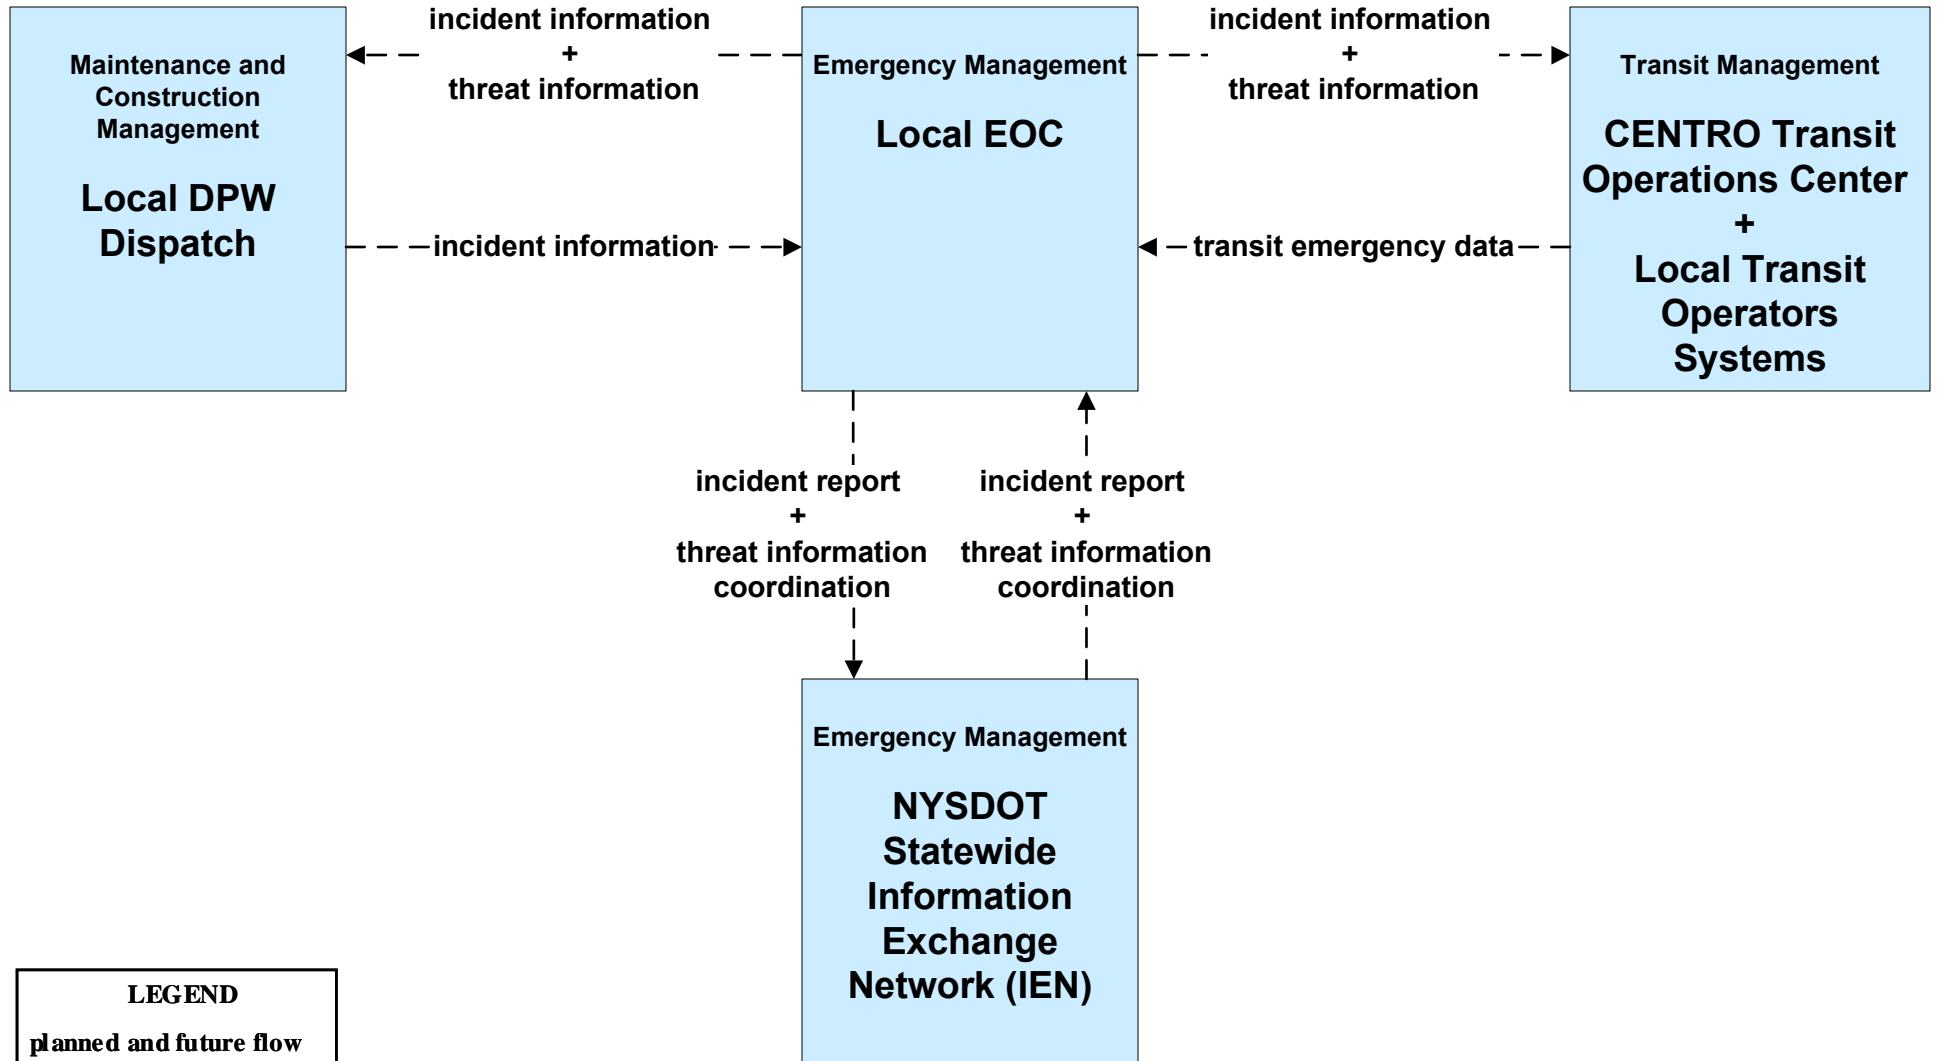 Maintenance and
Construction
Management
Local DPW
Dispatch
incident information
+
threat information
incident information
Emergency Management
Local EOC
incident information
+
threat information
transit emergency data
Transit Management
CENTRO Transit
Operations Center
+
Local Transit
Operators
Systems
incident report
+
threat information
coordination
incident report
+
threat information
coordination
Emergency Management
NYSDOT
Statewide
Information
Exchange
Network (IEN)
LEGEND
planned and future flow